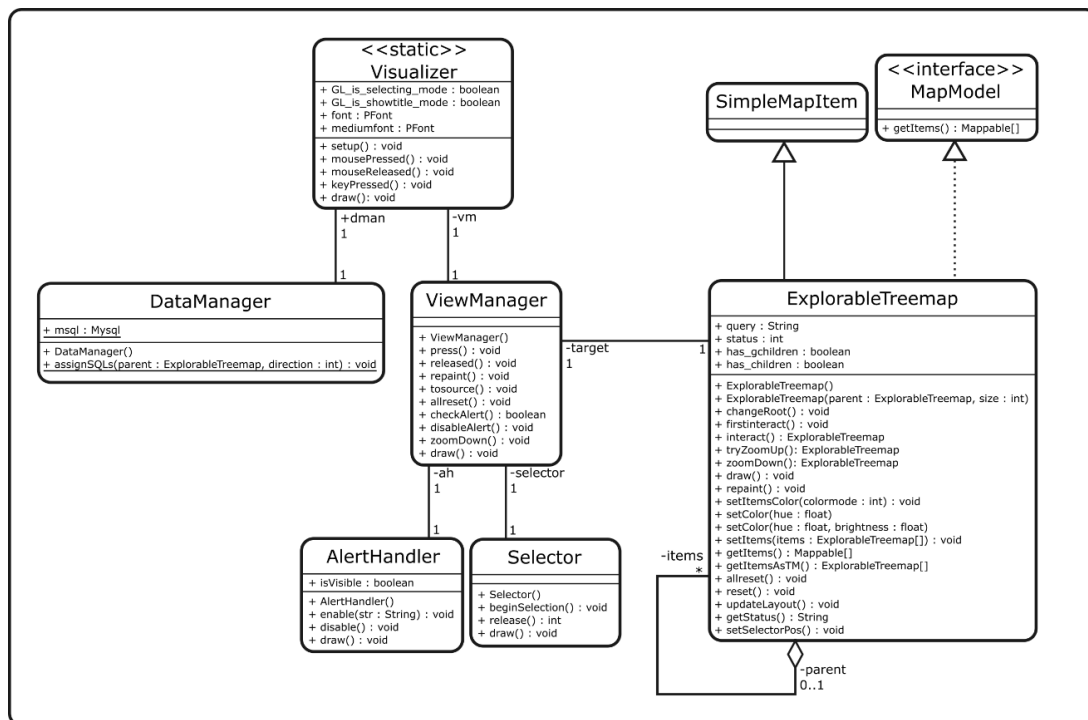 <<static>>
Visualizer
+ GL_is_selecting_mode : boolean
+ GL_is_showtitle_mode : boolean
+ font : PFont
+ mediumfont : PFont
+ setup() : void
+ mousePressed() : void
+ mouseReleased() : void
+ keyPressed() : void
+ draw(): void
+dman
1
-vm
1
1
1
SimpleMapItem
<<interface>>
MapModel
+ getItems() : Mappable[]
DataManager
+ msql : Mysql
+ DataManager()
+ assignSQLs(parent : ExplorableTreemap, direction : int) : void
ViewManager
+ ViewManager()
+ press() : void
+ released() : void
+ repaint() : void
+ tosource() : void
+ allreset() : void
+ checkAlert() : boolean
+ disableAlert() : void
+ zoomDown() : void
+ draw() : void
-target
1
1
ExplorableTreemap
+ query : String
+ status : int
+ has_gchildren : boolean
+ has_children : boolean
+ ExplorableTreemap()
+ ExplorableTreemap(parent : ExplorableTreemap, size : int)
+ changeRoot() : void
+ firstinteract() : void
+ interact() : ExplorableTreemap
+ tryZoomUp(): ExplorableTreemap
+ zoomDown(): ExplorableTreemap
+ draw() : void
+ repaint() : void
+ setItemsColor(colormode : int) : void
+ setColor(hue : float)
+ setColor(hue : float, brightness : float)
+ setItems(items : ExplorableTreemap[]) : void
+ getItems() : Mappable[]
+ getItemsAsTM() : ExplorableTreemap[]
+ allreset() : void
+ reset() : void
+ updateLayout() : void
+ getStatus() : String
+ setSelectorPos() : void
-ah
1
-selector
1
1
1
AlertHandler
+ isVisible : boolean
+ AlertHandler()
+ enable(str : String) : void
+ disable() : void
+ draw() : void
Selector
+ Selector()
+ beginSelection() : void
+ release() : int
+ draw() : void
-items
*
-parent
0..1